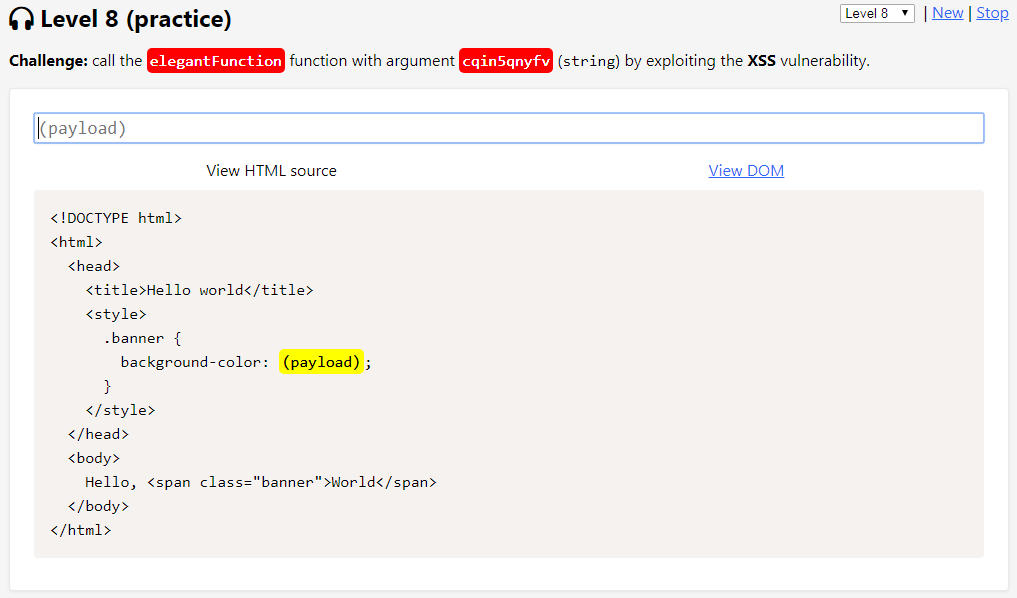 Level 8 (practice)
Level 8 ▼ | New | Stop
Challenge: call the elegantFunction function with argument cqin5qnyfv (string) by exploiting the XSS vulnerability.
(payload)
View HTML source View DOM
<!DOCTYPE html>
<html>
  <head>
    <title>Hello world</title>
    <style>
      .banner {
        background-color: (payload);
      }
    </style>
  </head>
  <body>
    Hello, <span class="banner">World</span>
  </body>
</html>